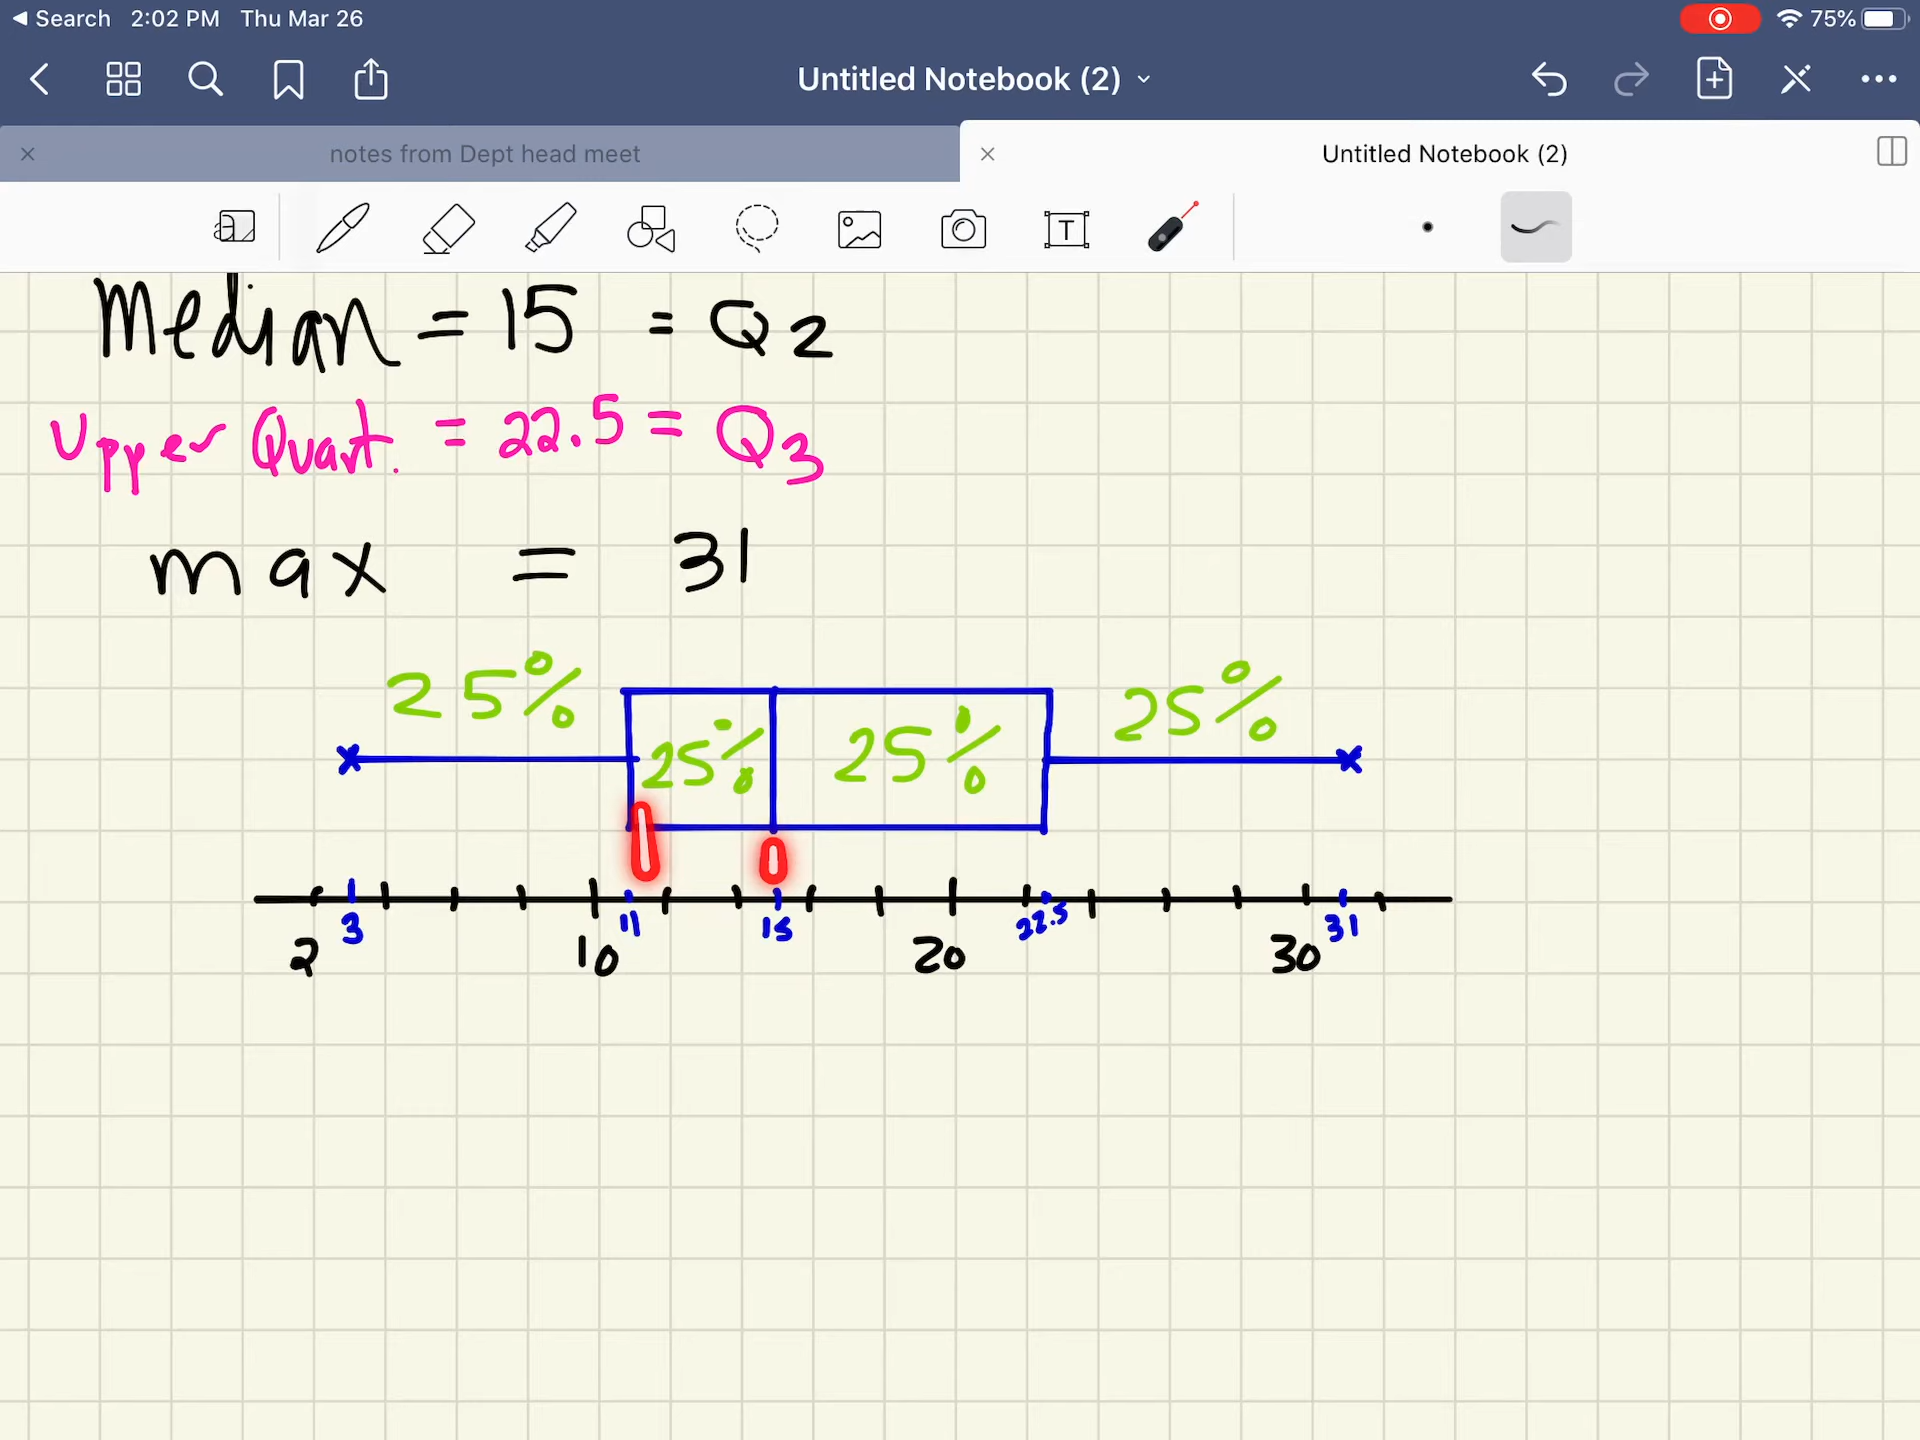 Search 2:02 PM Thu Mar 26 75%
Untitled Notebook (2)
notes from Dept head meet Untitled Notebook (2)
T
Median = 15 = Q2
Upper Quart. = 22.5 = Q3
max = 31
25% 25% 25% 25%
3 11 15 22.5 31
2 10 20 30